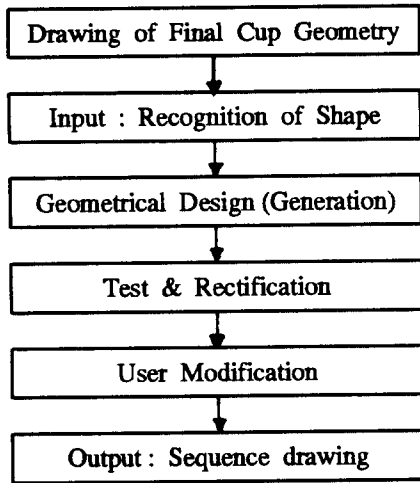 Drawing of Final Cup Geometry
Input : Recognition of Shape
Geometrical Design (Generation)
Test & Rectification
User Modification
Output : Sequence drawing